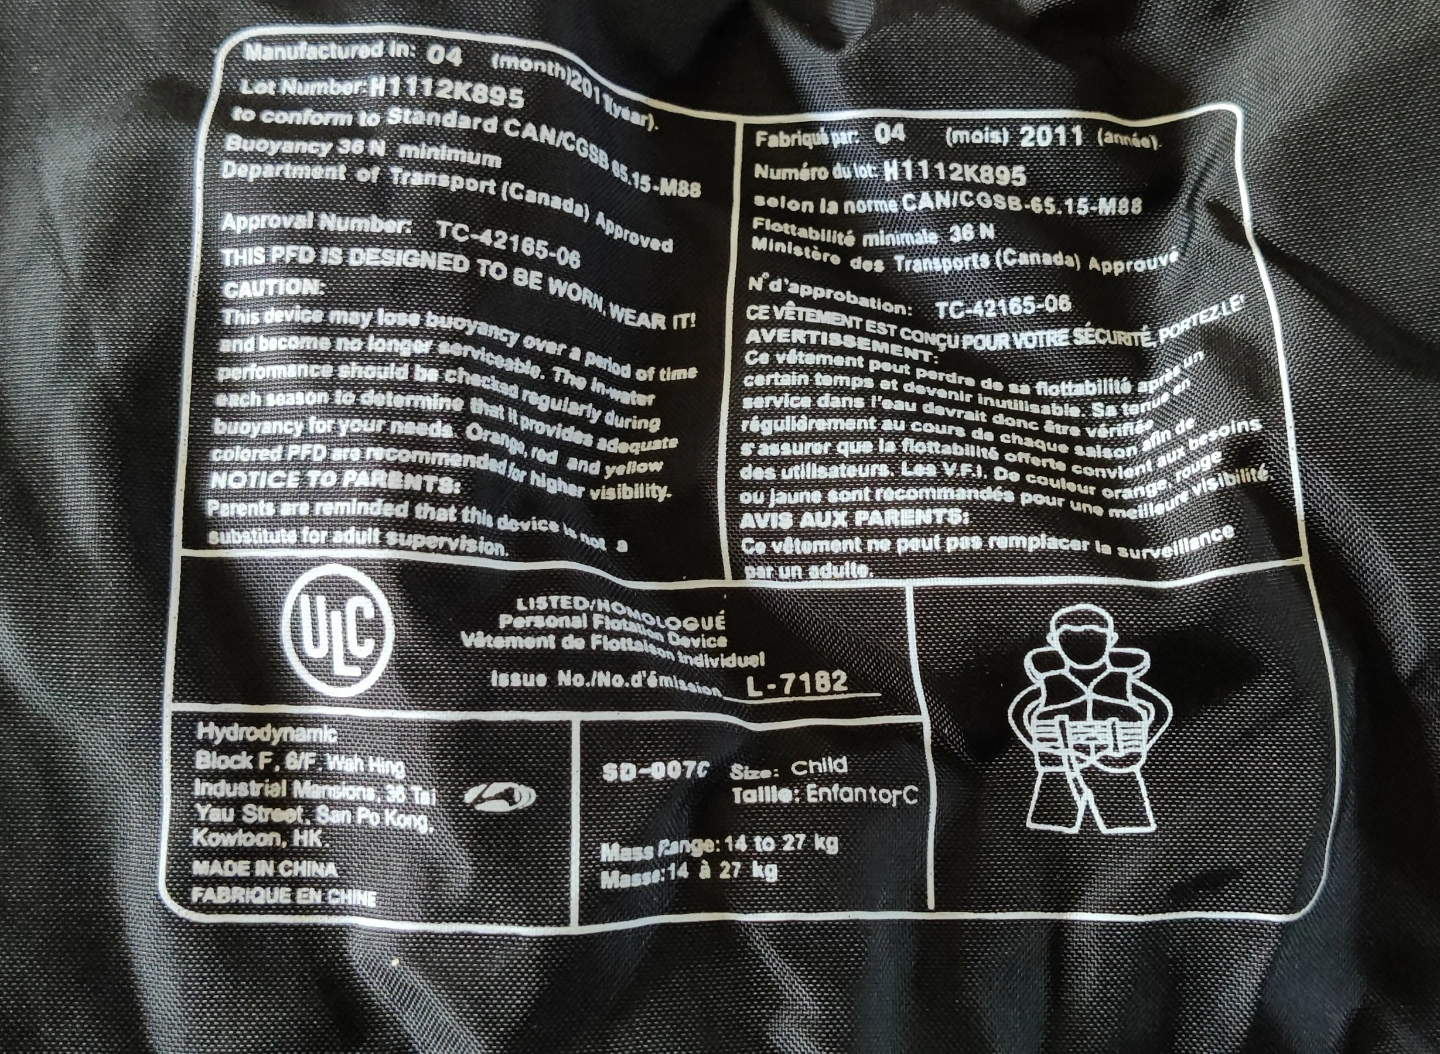 Manufactured in: 04 (month)2011(year).
Lot Number:H1112K895
to conform to Standard CAN/CGSB 65.15-M88
Buoyancy 36 N minimum
Department of Transport (Canada) Approved
Approval Number: TC-42165-06
THIS PFD IS DESIGNED TO BE WORN, WEAR IT!
CAUTION:
This device may lose buoyancy over a period of time
and become no longer serviceable. The in-water
performance should be checked regularly during
each season to determine that it provides adequate
buoyancy for your needs. Orange, red and yellow
colored PFD are recommended for higher visibility.
NOTICE TO PARENTS:
Parents are reminded that this device is not a
substitute for adult supervision.
Fabriqué par: 04 (mois) 2011 (année).
Numéro du lot: H1112K895
selon la norme CAN/CGSB-65.15-M88
Flottabilité minimale 36 N
Ministère des Transports (Canada) Approuvé
N° d'approbation: TC-42165-06
CE VÊTEMENT EST CONÇU POUR VOTRE SÉCURITÉ, PORTEZ LE!
AVERTISSEMENT:
Ce vêtement peut perdre de sa flottabilité après un
certain temps et devenir inutilisable. Sa tenue en
service dans l'eau devrait donc être vérifiée
régulièrement au cours de chaque saison afin de
s'assurer que la flottabilité offerte convient aux besoins
des utilisateurs. Les V.F.I. De couleur orange, rouge
ou jaune sont recommandés pour une meilleure visibilité.
AVIS AUX PARENTS:
Ce vêtement ne peut pas remplacer la surveillance
par un adulte.
ULC
LISTED/HOMOLOGUÉ
Personal Flotation Device
Vêtement de Flottaison Individuel
Issue No./No.d'émission L-7182
Hydrodynamic
Block F, 6/F, Wah Hing
Industrial Mansions, 36 Tai
Yau Street, San Po Kong,
Kowloon, HK.
MADE IN CHINA
FABRIQUE EN CHINE
SD-007C Size: Child
Taille: EnfantorC
Mass Range: 14 to 27 kg
Masse:14 à 27 kg